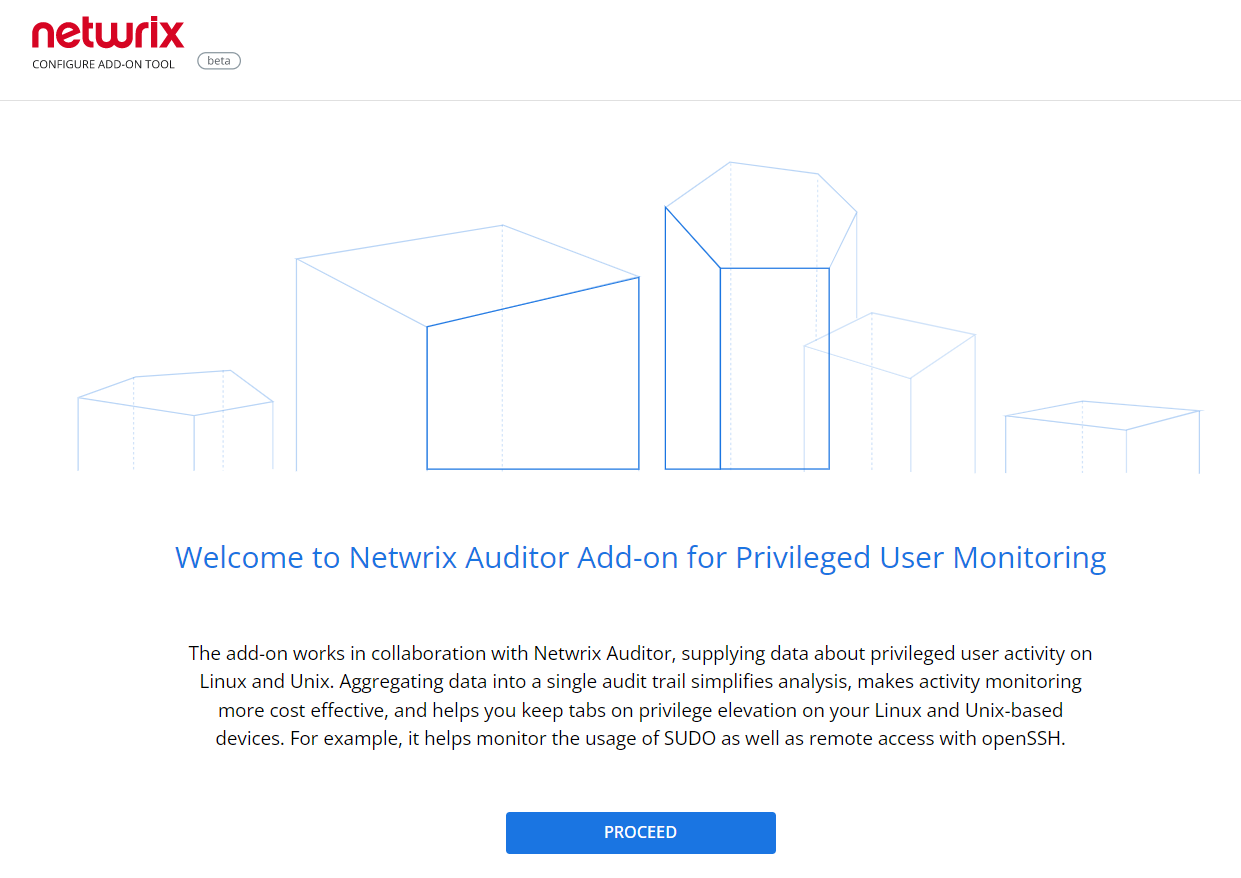 netwrix
CONFIGURE ADD-ON TOOL
beta
Welcome to Netwrix Auditor Add-on for Privileged User Monitoring
The add-on works in collaboration with Netwrix Auditor, supplying data about privileged user activity on
Linux and Unix. Aggregating data into a single audit trail simplifies analysis, makes activity monitoring
more cost effective, and helps you keep tabs on privilege elevation on your Linux and Unix-based
devices. For example, it helps monitor the usage of SUDO as well as remote access with openSSH.
PROCEED